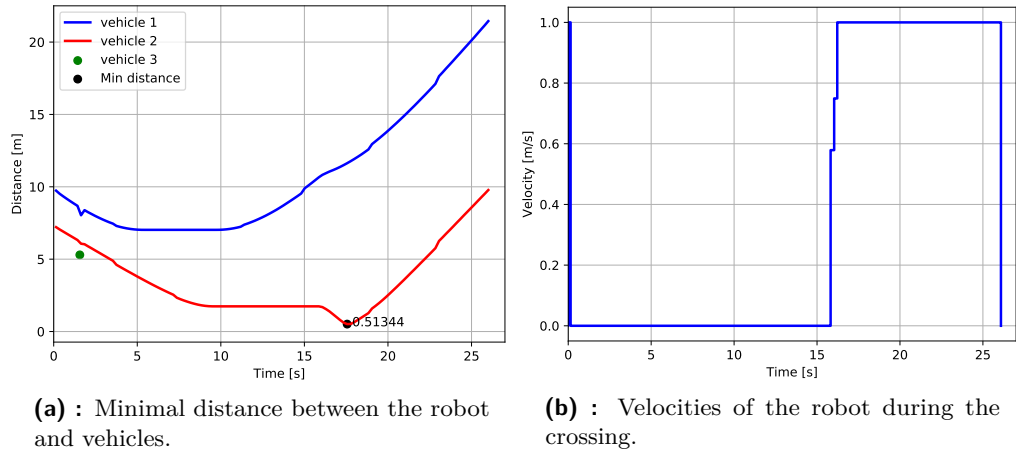 vehicle 1
vehicle 2
vehicle 3
Min distance
20
15
10
5
0
Distance [m]
0.51344
0 5 10 15 20 25
Time [s]
1.0
0.8
0.6
0.4
0.2
0.0
Velocity [m/s]
0 5 10 15 20 25
Time [s]
(a) : Minimal distance between the robot
and vehicles.
(b) : Velocities of the robot during the
crossing.